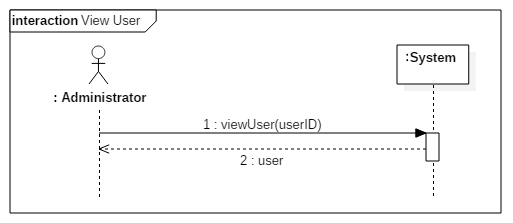 interaction View User
: Administrator
:System
1 : viewUser(userID)
2 : user